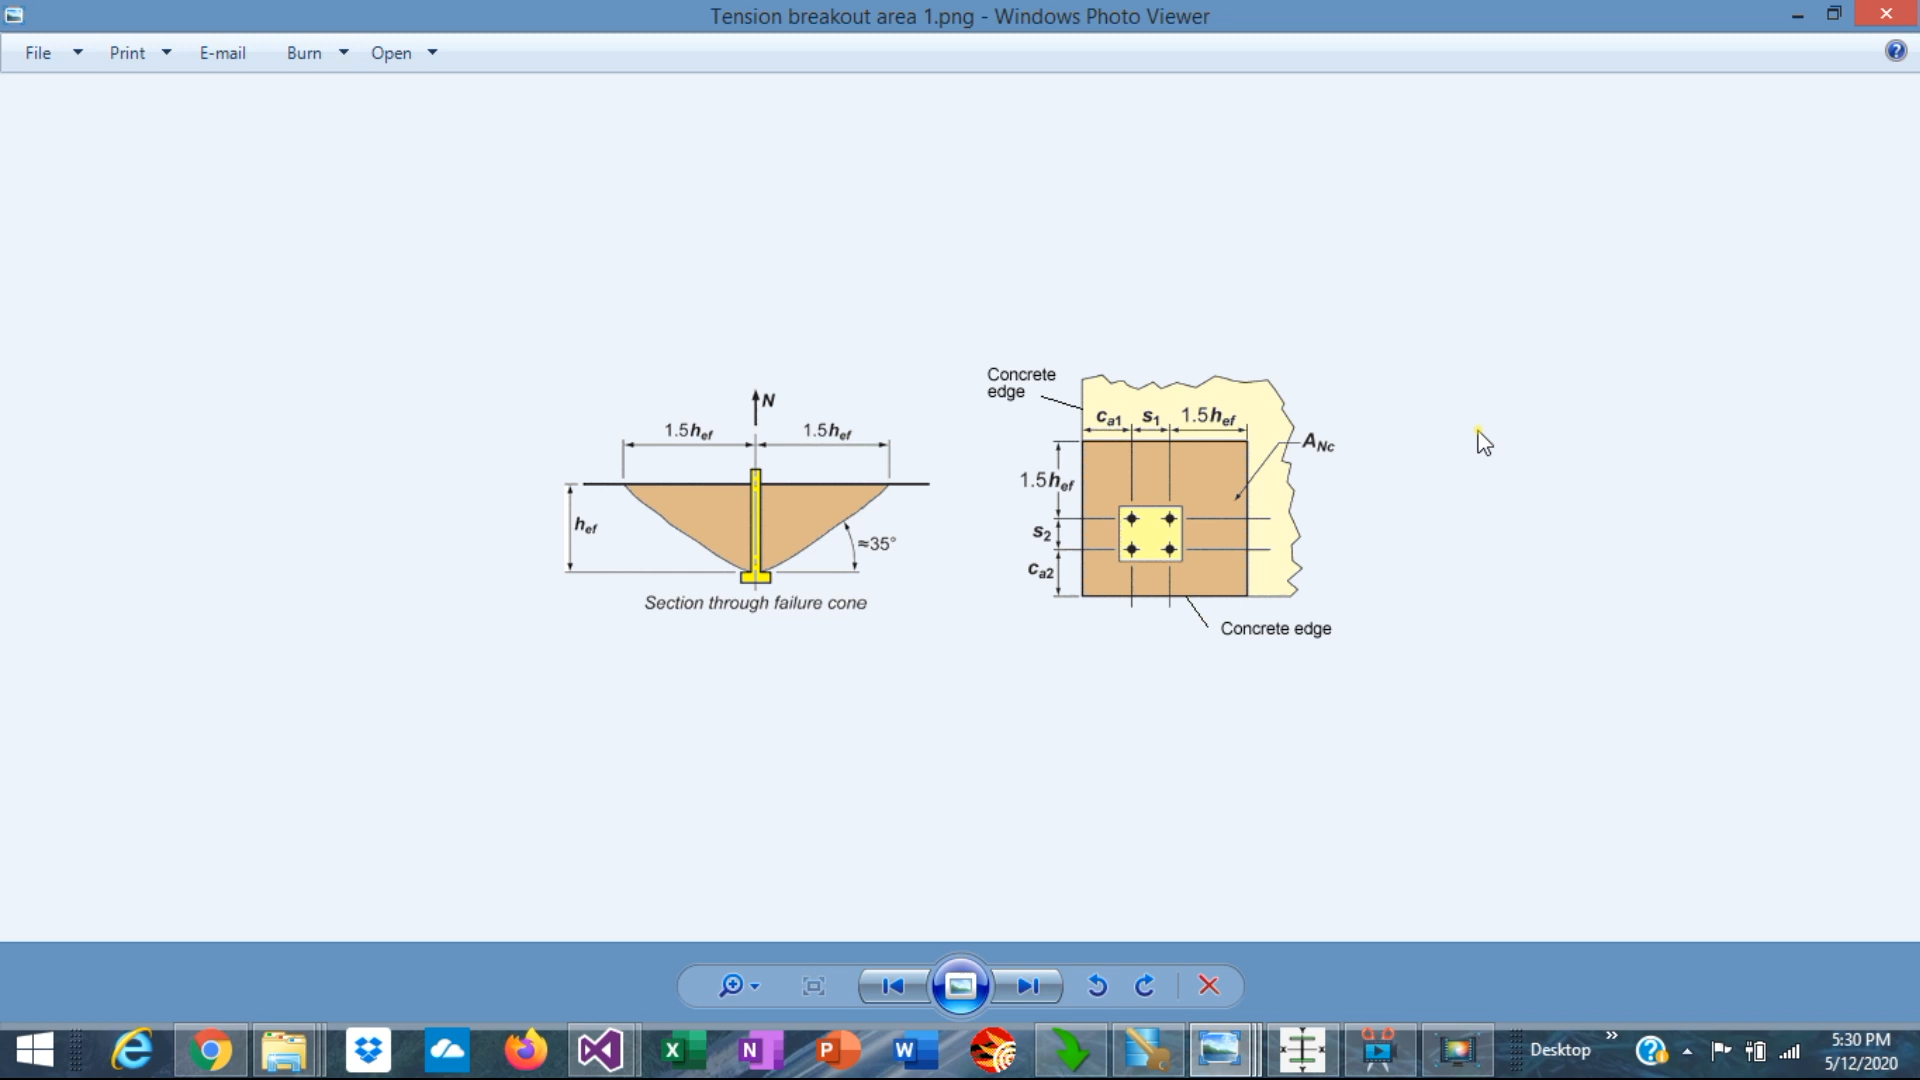 Tension breakout area 1.png - Windows Photo Viewer
File Print E-mail Burn Open
N
1.5hef 1.5hef
hef
≈35°
Section through failure cone
Concrete
edge
ca1 s1 1.5hef
ANc
1.5hef
s2
ca2
Concrete edge
Desktop
5:30 PM
5/12/2020